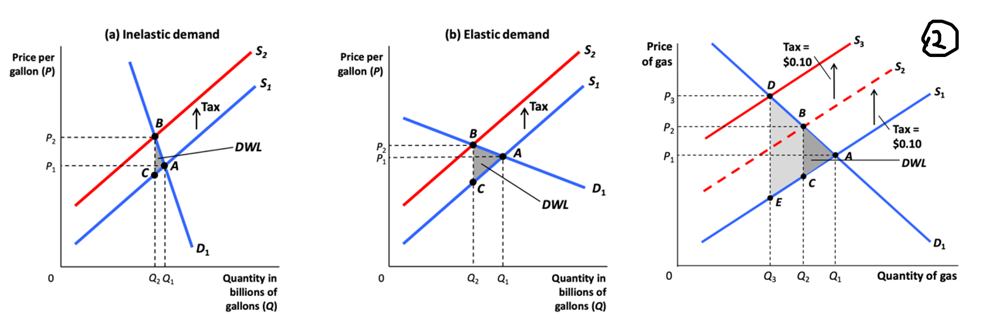 (a) Inelastic demand
Price per
gallon (P)
S₂
S₁
Tax
P₂
B
DWL
P₁
A
C
D₁
0
Q₂ Q₁
Quantity in
billions of
gallons (Q)
(b) Elastic demand
Price per
gallon (P)
S₂
S₁
Tax
B
P₂
P₁
A
C
D₁
DWL
0
Q₂
Q₁
Quantity in
billions of
gallons (Q)
2
Price
of gas
Tax =
$0.10
S₃
S₂
D
P₃
S₁
B
P₂
Tax =
$0.10
P₁
A
DWL
C
E
D₁
0
Q₃
Q₂
Q₁
Quantity of gas